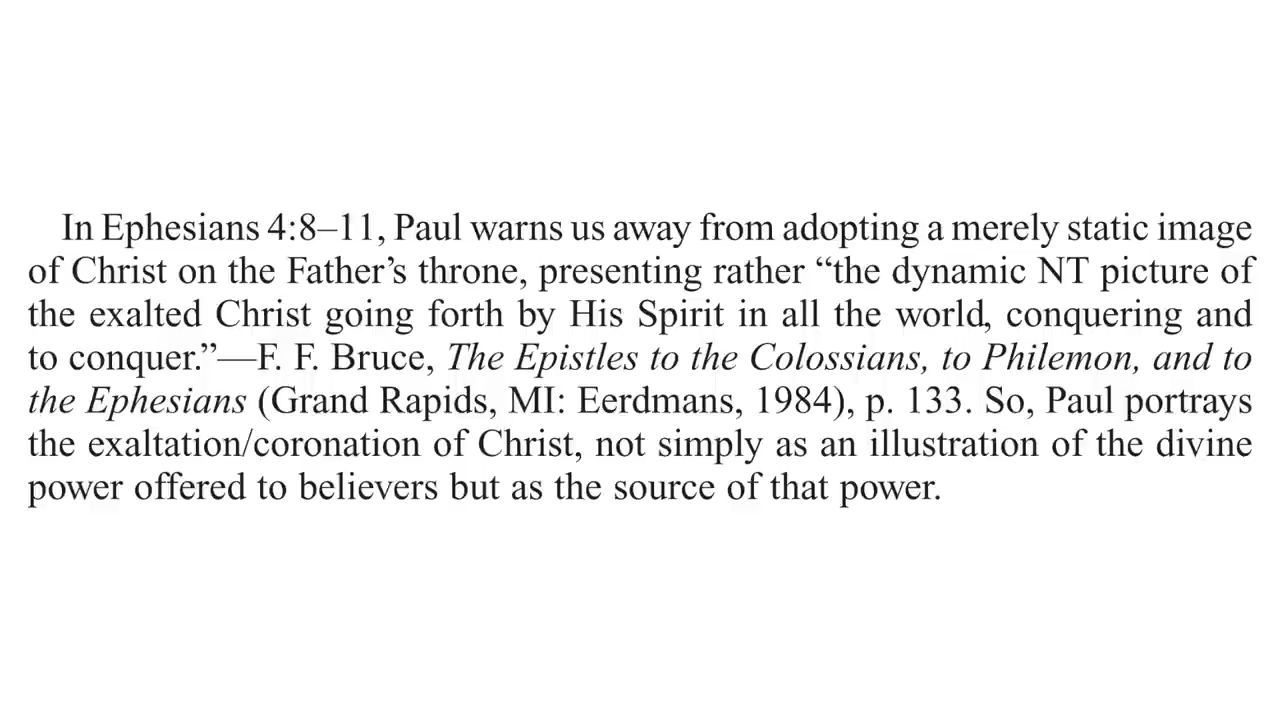 In Ephesians 4:8–11, Paul warns us away from adopting a merely static image
of Christ on the Father’s throne, presenting rather “the dynamic NT picture of
the exalted Christ going forth by His Spirit in all the world, conquering and
to conquer.”—F. F. Bruce, The Epistles to the Colossians, to Philemon, and to
the Ephesians (Grand Rapids, MI: Eerdmans, 1984), p. 133. So, Paul portrays
the exaltation/coronation of Christ, not simply as an illustration of the divine
power offered to believers but as the source of that power.